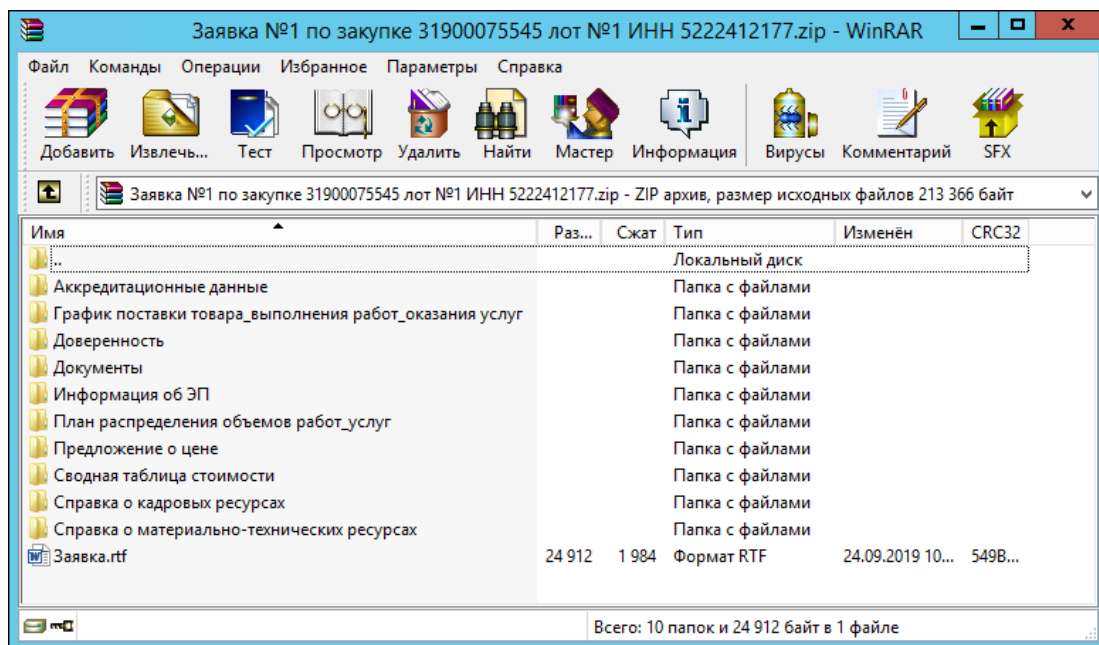 Заявка №1 по закупке 31900075545 лот №1 ИНН 5222412177.zip - WinRAR
Файл Команды Операции Избранное Параметры Справка
Добавить Извлечь... Тест Просмотр Удалить Найти Мастер Информация Вирусы Комментарий SFX
Заявка №1 по закупке 31900075545 лот №1 ИНН 5222412177.zip - ZIP архив, размер исходных файлов 213 366 байт
Имя Раз... Сжат Тип Изменён CRC32
.. Локальный диск
Аккредитационные данные Папка с файлами
График поставки товара_выполнения работ_оказания услуг Папка с файлами
Доверенность Папка с файлами
Документы Папка с файлами
Информация об ЭП Папка с файлами
План распределения объемов работ_услуг Папка с файлами
Предложение о цене Папка с файлами
Сводная таблица стоимости Папка с файлами
Справка о кадровых ресурсах Папка с файлами
Справка о материально-технических ресурсах Папка с файлами
Заявка.rtf 24 912 1 984 Формат RTF 24.09.2019 10... 549B...
Всего: 10 папок и 24 912 байт в 1 файле